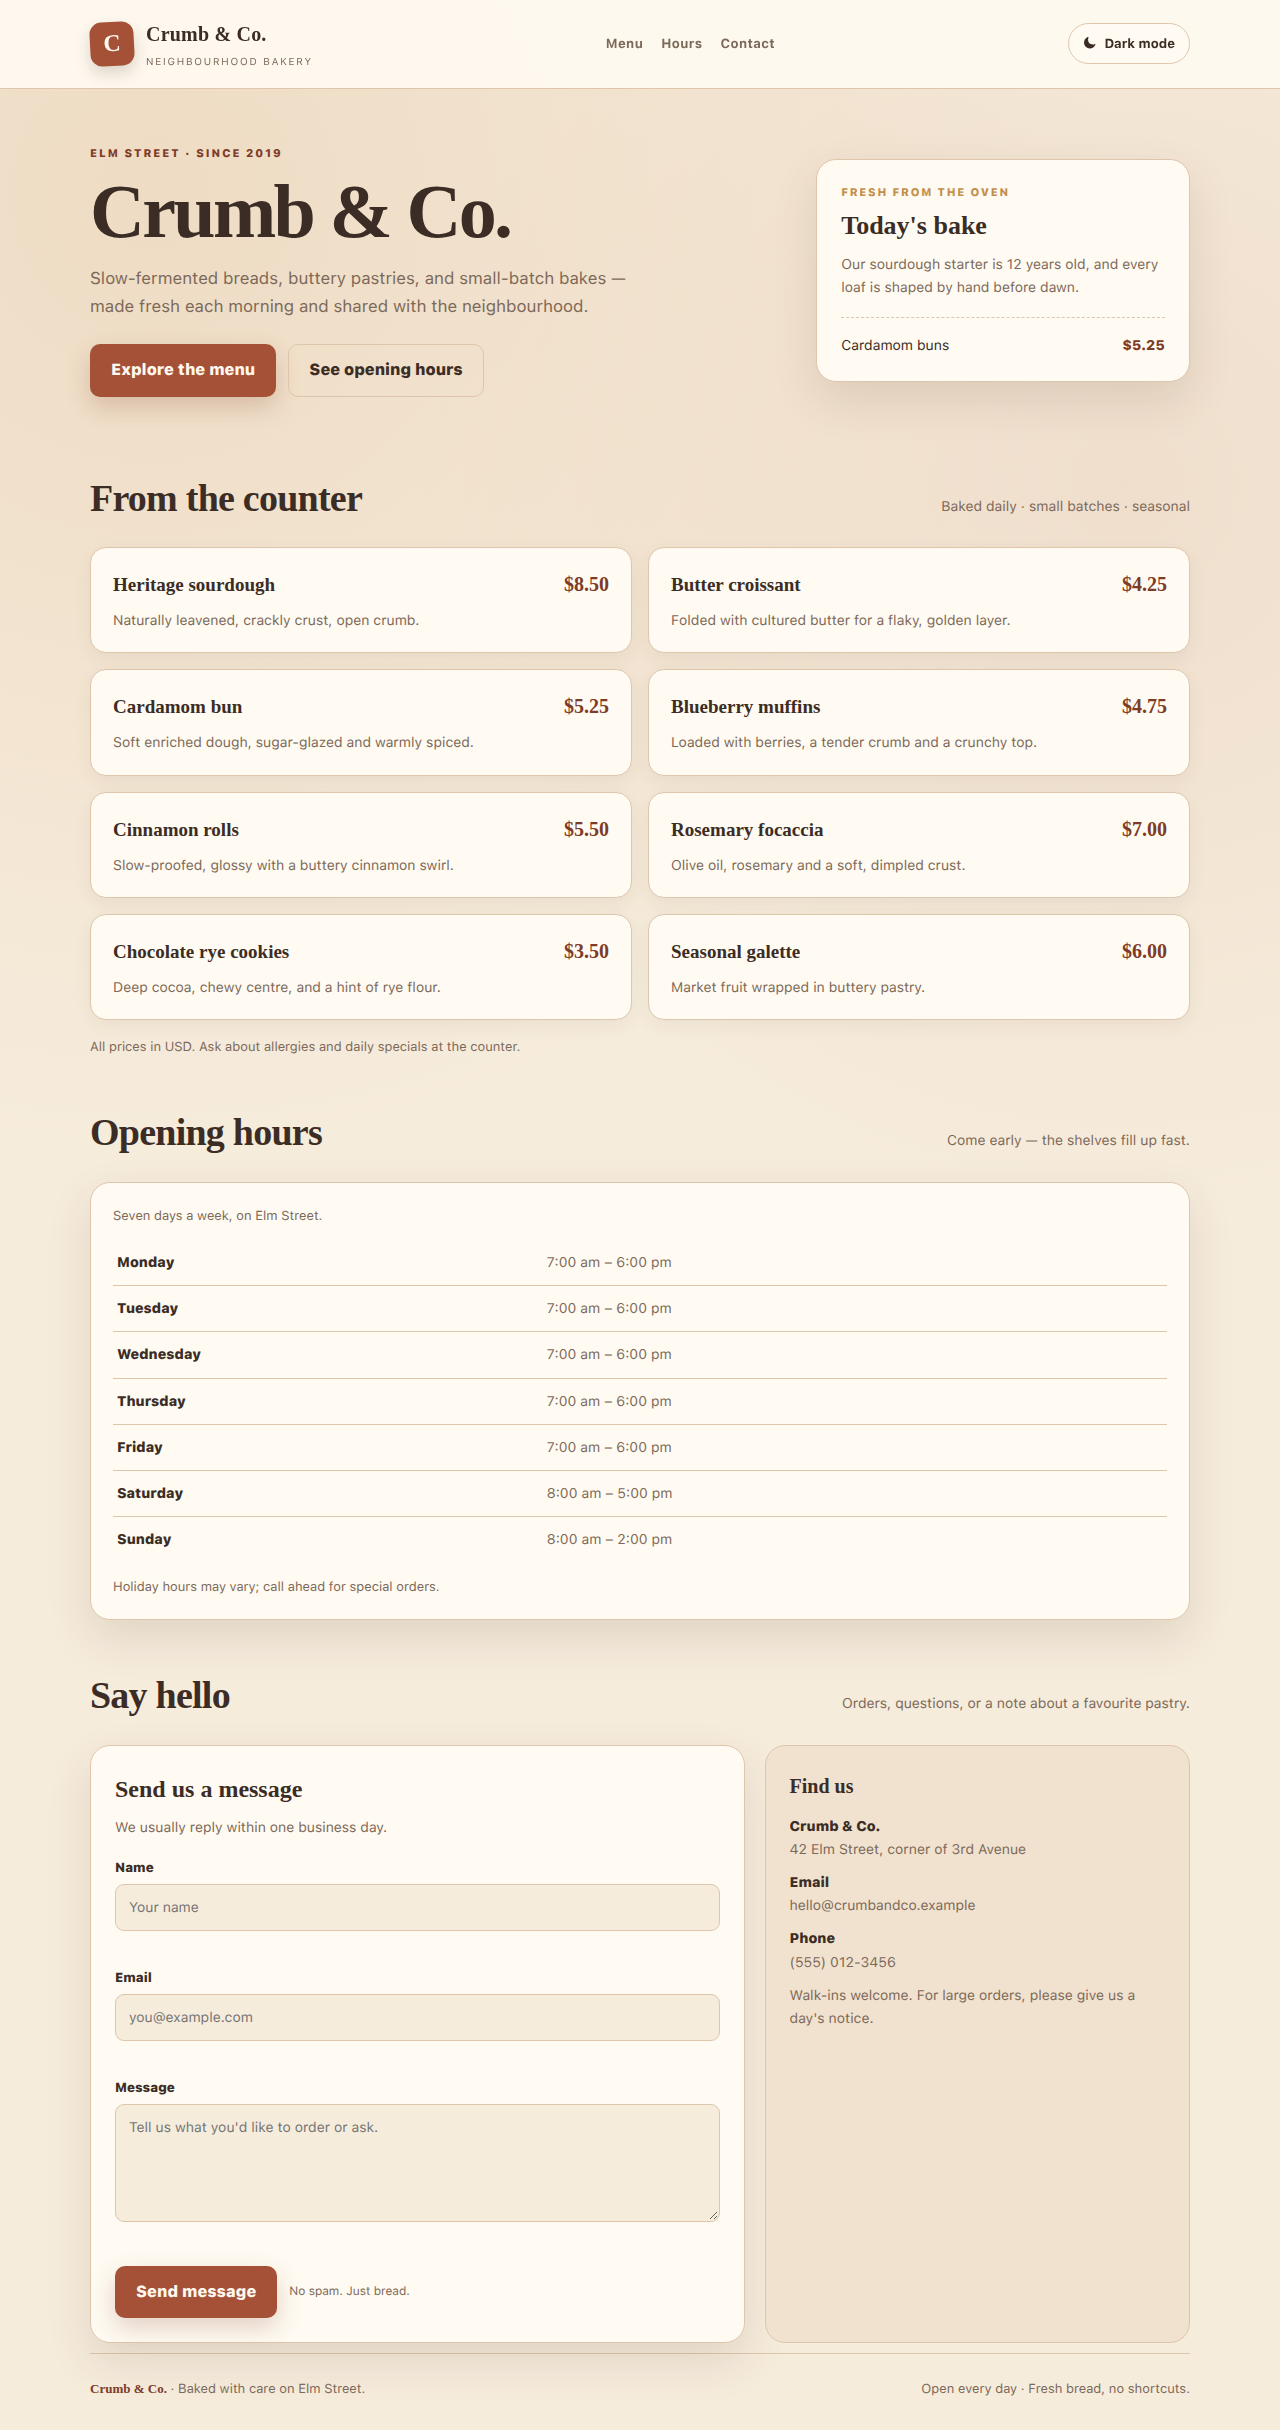 C
Crumb & Co.
NEIGHBOURHOOD BAKERY
Menu Hours Contact
Dark mode
ELM STREET · SINCE 2019
Crumb & Co.
Slow-fermented breads, buttery pastries, and small-batch bakes —
made fresh each morning and shared with the neighbourhood.
Explore the menu
See opening hours
FRESH FROM THE OVEN
Today's bake
Our sourdough starter is 12 years old, and every
loaf is shaped by hand before dawn.
Cardamom buns $5.25
From the counter
Baked daily · small batches · seasonal
Heritage sourdough $8.50
Naturally leavened, crackly crust, open crumb.
Butter croissant $4.25
Folded with cultured butter for a flaky, golden layer.
Cardamom bun $5.25
Soft enriched dough, sugar-glazed and warmly spiced.
Blueberry muffins $4.75
Loaded with berries, a tender crumb and a crunchy top.
Cinnamon rolls $5.50
Slow-proofed, glossy with a buttery cinnamon swirl.
Rosemary focaccia $7.00
Olive oil, rosemary and a soft, dimpled crust.
Chocolate rye cookies $3.50
Deep cocoa, chewy centre, and a hint of rye flour.
Seasonal galette $6.00
Market fruit wrapped in buttery pastry.
All prices in USD. Ask about allergies and daily specials at the counter.
Opening hours
Come early — the shelves fill up fast.
Seven days a week, on Elm Street.
Monday 7:00 am – 6:00 pm
Tuesday 7:00 am – 6:00 pm
Wednesday 7:00 am – 6:00 pm
Thursday 7:00 am – 6:00 pm
Friday 7:00 am – 6:00 pm
Saturday 8:00 am – 5:00 pm
Sunday 8:00 am – 2:00 pm
Holiday hours may vary; call ahead for special orders.
Say hello
Orders, questions, or a note about a favourite pastry.
Send us a message
We usually reply within one business day.
Name
Your name
Email
you@example.com
Message
Tell us what you'd like to order or ask.
Send message
No spam. Just bread.
Find us
Crumb & Co.
42 Elm Street, corner of 3rd Avenue
Email
hello@crumbandco.example
Phone
(555) 012-3456
Walk-ins welcome. For large orders, please give us a
day's notice.
Crumb & Co. · Baked with care on Elm Street.
Open every day · Fresh bread, no shortcuts.